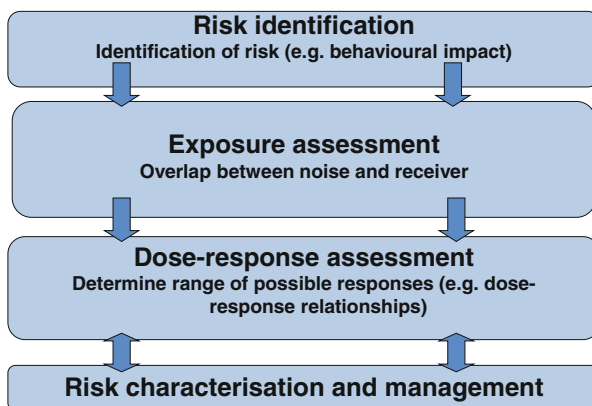 Risk identification
Identification of risk (e.g. behavioural impact)
Exposure assessment
Overlap between noise and receiver
Dose-response assessment
Determine range of possible responses (e.g. dose-
response relationships)
Risk characterisation and management